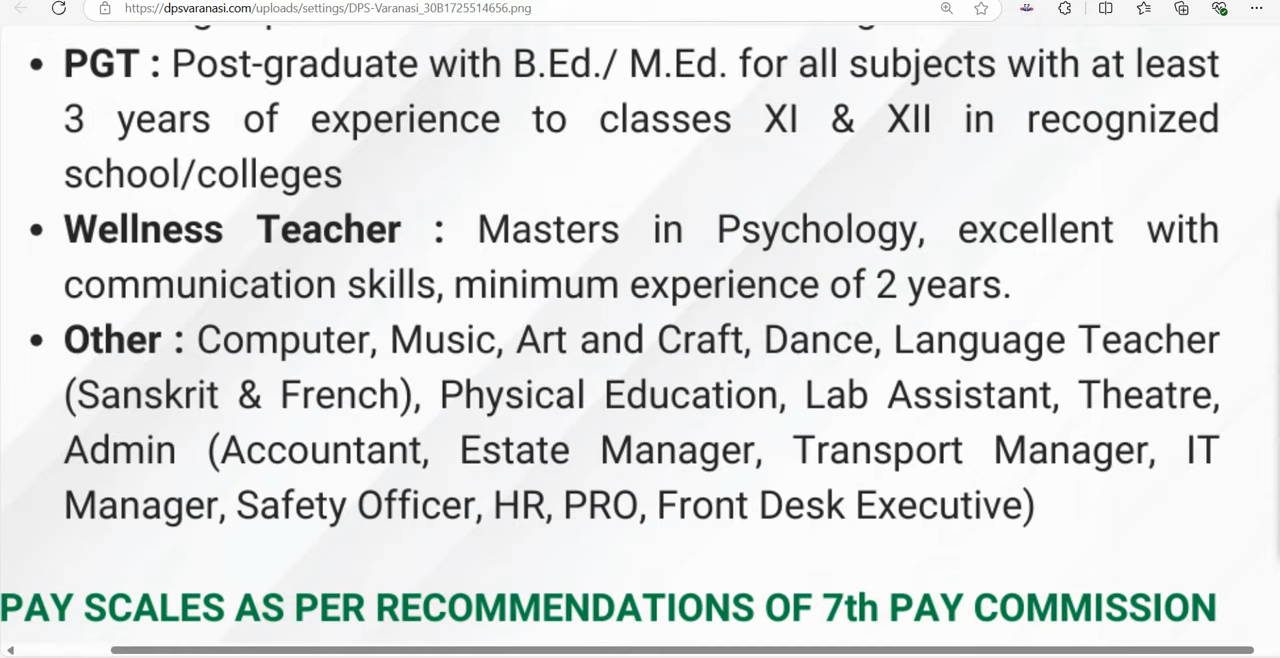 https://dpsvaranasi.com/uploads/settings/DPS-Varanasi_30B1725514656.png
• PGT : Post-graduate with B.Ed./ M.Ed. for all subjects with at least
3 years of experience to classes XI & XII in recognized
school/colleges
• Wellness Teacher : Masters in Psychology, excellent with
communication skills, minimum experience of 2 years.
• Other : Computer, Music, Art and Craft, Dance, Language Teacher
(Sanskrit & French), Physical Education, Lab Assistant, Theatre,
Admin (Accountant, Estate Manager, Transport Manager, IT
Manager, Safety Officer, HR, PRO, Front Desk Executive)
PAY SCALES AS PER RECOMMENDATIONS OF 7th PAY COMMISSION